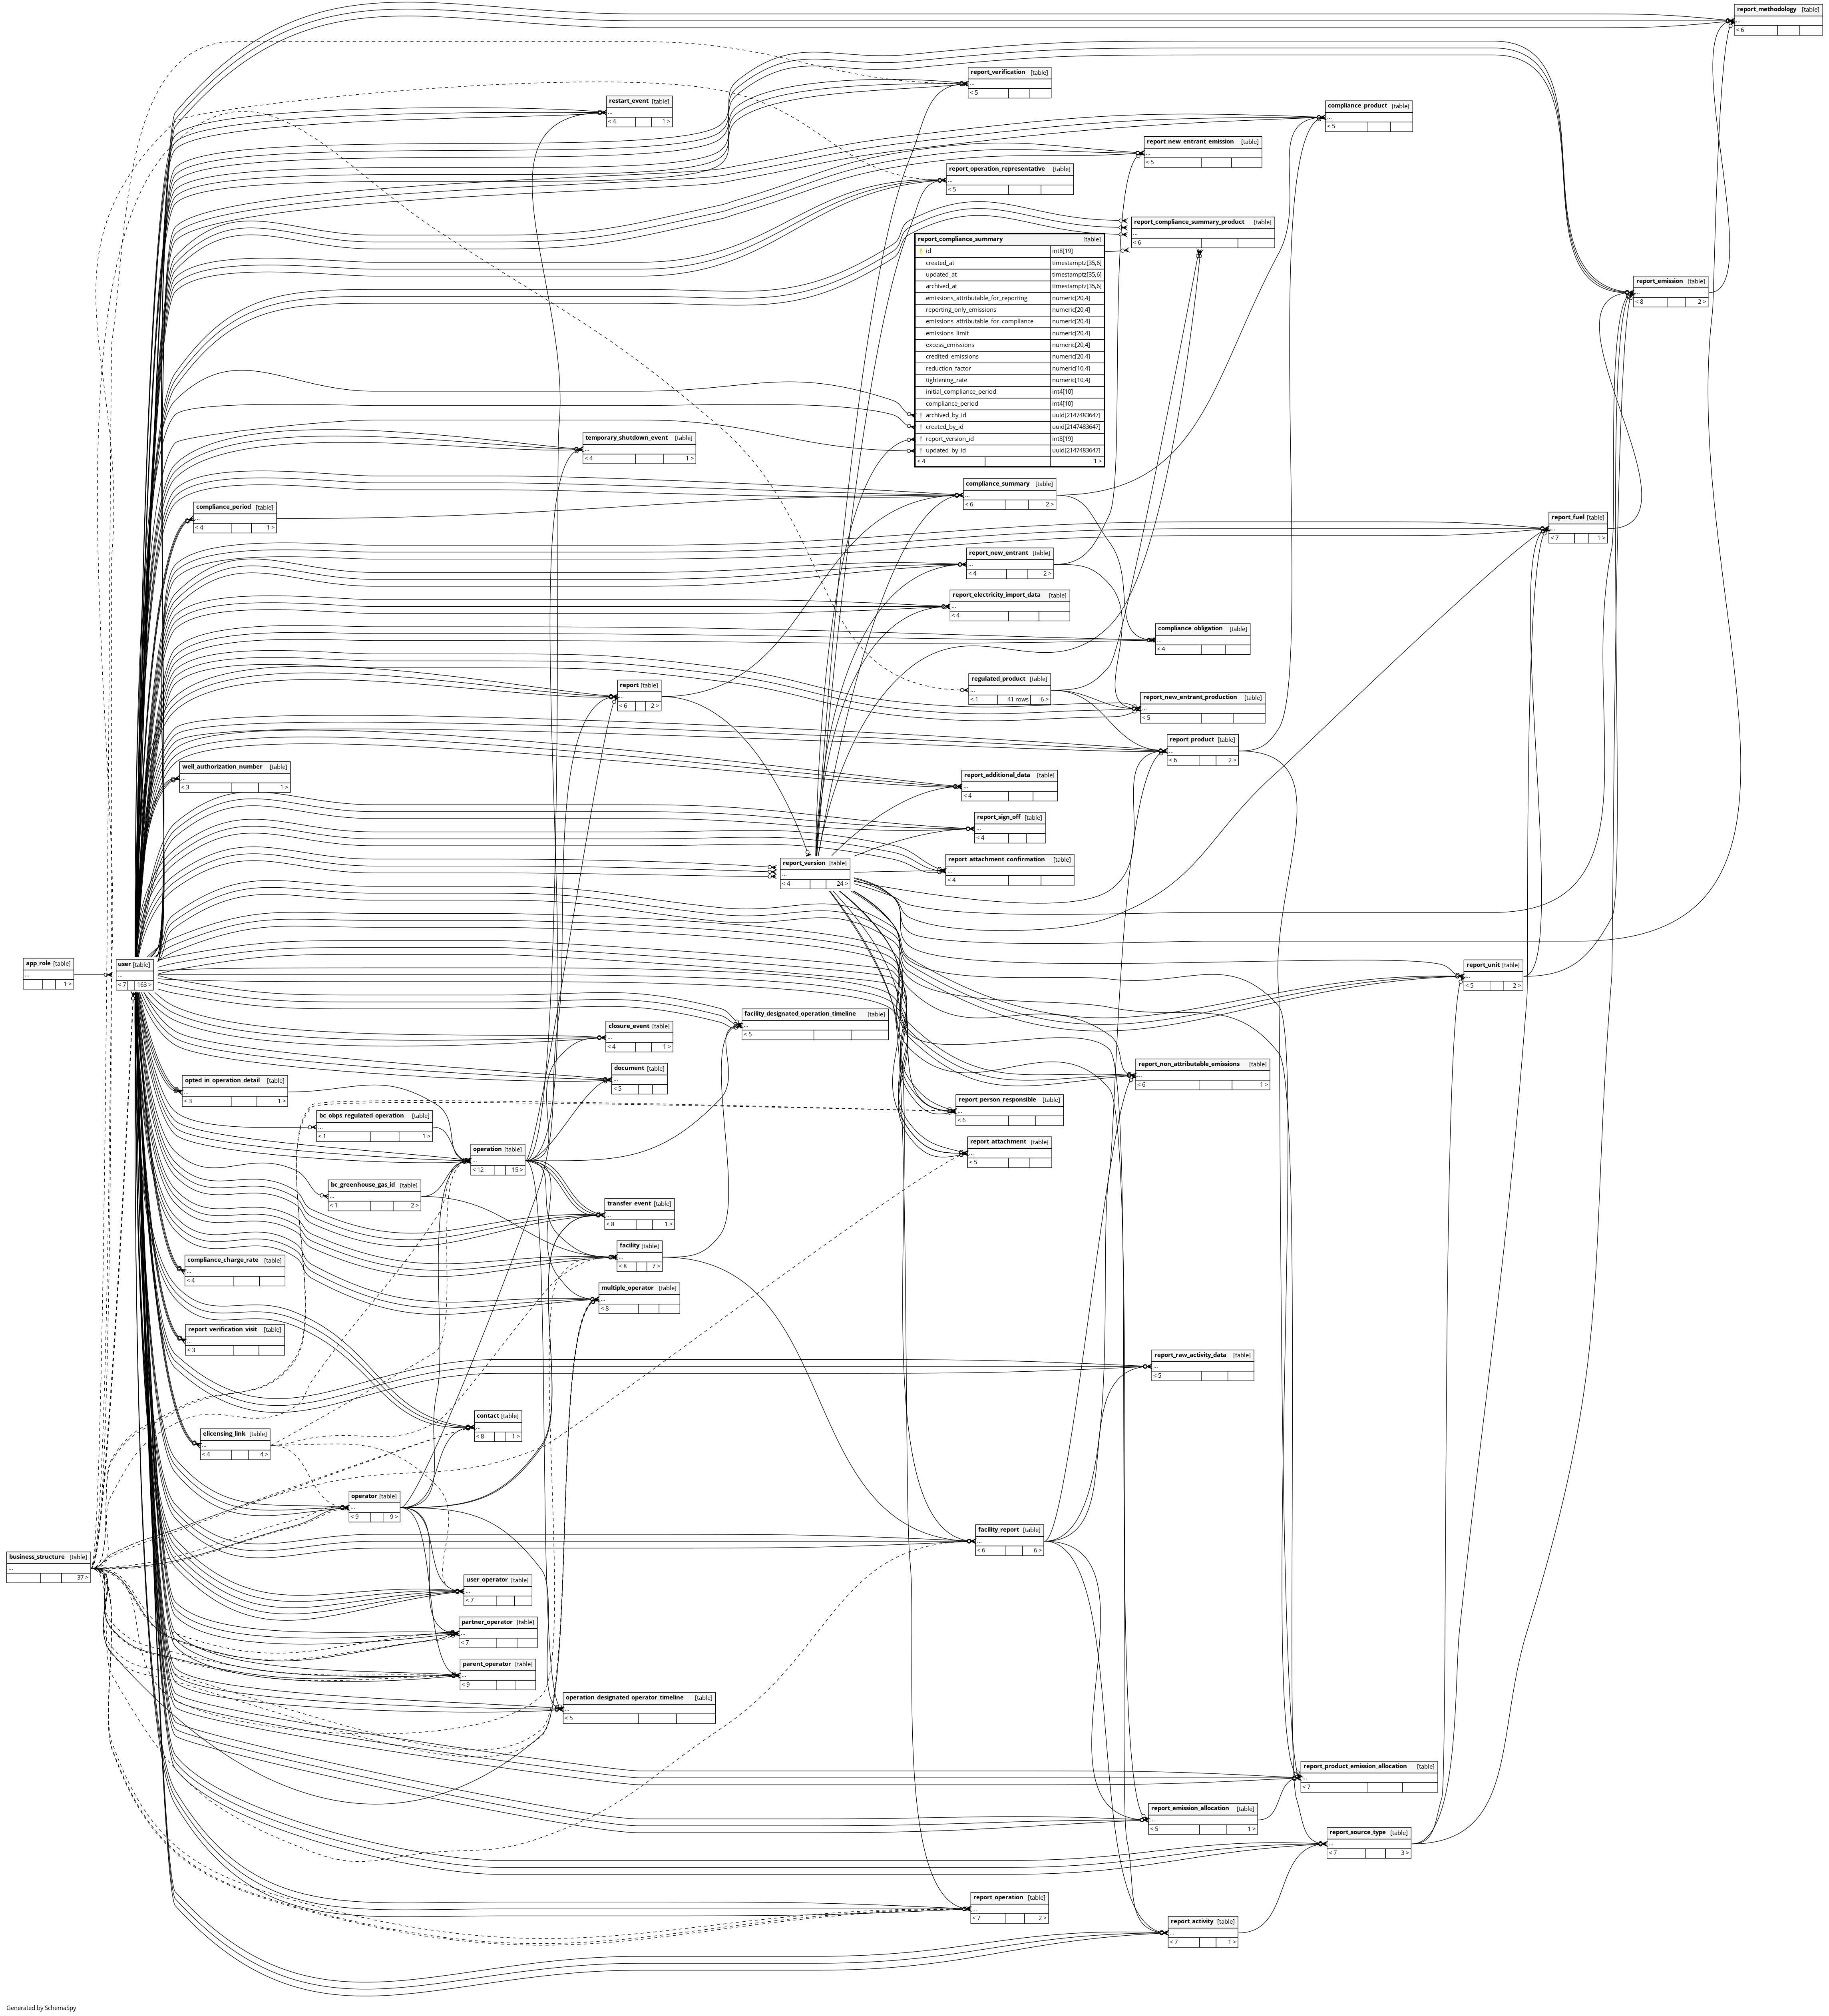 report_methodology [table]
...
< 6
report_verification [table]
...
< 5
restart_event [table]
...
< 4 1 >
compliance_product [table]
...
< 5
report_new_entrant_emission [table]
...
< 5
report_operation_representative [table]
...
< 5
report_compliance_summary_product [table]
...
< 6
report_compliance_summary [table]
id int8[19]
created_at timestamptz[35,6]
updated_at timestamptz[35,6]
archived_at timestamptz[35,6]
emissions_attributable_for_reporting numeric[20,4]
reporting_only_emissions numeric[20,4]
emissions_attributable_for_compliance numeric[20,4]
emissions_limit numeric[20,4]
excess_emissions numeric[20,4]
credited_emissions numeric[20,4]
reduction_factor numeric[10,4]
tightening_rate numeric[10,4]
initial_compliance_period int4[10]
compliance_period int4[10]
archived_by_id uuid[2147483647]
created_by_id uuid[2147483647]
report_version_id int8[19]
updated_by_id uuid[2147483647]
< 4 1 >
report_emission [table]
...
< 8 2 >
temporary_shutdown_event [table]
...
< 4 1 >
compliance_summary [table]
...
< 6 2 >
compliance_period [table]
...
< 4 1 >
report_fuel [table]
...
< 7 1 >
report_new_entrant [table]
...
< 4 2 >
report_electricity_import_data [table]
...
< 4
compliance_obligation [table]
...
< 4
regulated_product [table]
...
< 1 41 rows 6 >
report [table]
...
< 6 2 >
report_new_entrant_production [table]
...
< 5
report_product [table]
...
< 6 2 >
well_authorization_number [table]
...
< 3 1 >
report_additional_data [table]
...
< 4
report_sign_off [table]
...
< 4
report_version [table]
...
< 4 24 >
report_attachment_confirmation [table]
...
< 4
app_role [table]
...
1 >
user [table]
...
< 7 163 >
report_unit [table]
...
< 5 2 >
facility_designated_operation_timeline [table]
...
< 5
closure_event [table]
...
< 4 1 >
document [table]
...
< 5
report_non_attributable_emissions [table]
...
< 6 1 >
opted_in_operation_detail [table]
...
< 3 1 >
report_person_responsible [table]
...
< 6
bc_obps_regulated_operation [table]
...
< 1 1 >
report_attachment [table]
...
< 5
operation [table]
...
< 12 15 >
bc_greenhouse_gas_id [table]
...
< 1 2 >
transfer_event [table]
...
< 8 1 >
facility [table]
...
< 8 7 >
compliance_charge_rate [table]
...
< 4
multiple_operator [table]
...
< 8
report_verification_visit [table]
...
< 3
report_raw_activity_data [table]
...
< 5
contact [table]
...
< 8 1 >
elicensing_link [table]
...
< 4 4 >
operator [table]
...
< 9 9 >
facility_report [table]
...
< 6 6 >
business_structure [table]
...
37 >
user_operator [table]
...
< 7
partner_operator [table]
...
< 7
parent_operator [table]
...
< 9
operation_designated_operator_timeline [table]
...
< 5
report_product_emission_allocation [table]
...
< 7
report_emission_allocation [table]
...
< 5 1 >
report_source_type [table]
...
< 7 3 >
report_operation [table]
...
< 7 2 >
report_activity [table]
...
< 7 1 >
Generated by SchemaSpy